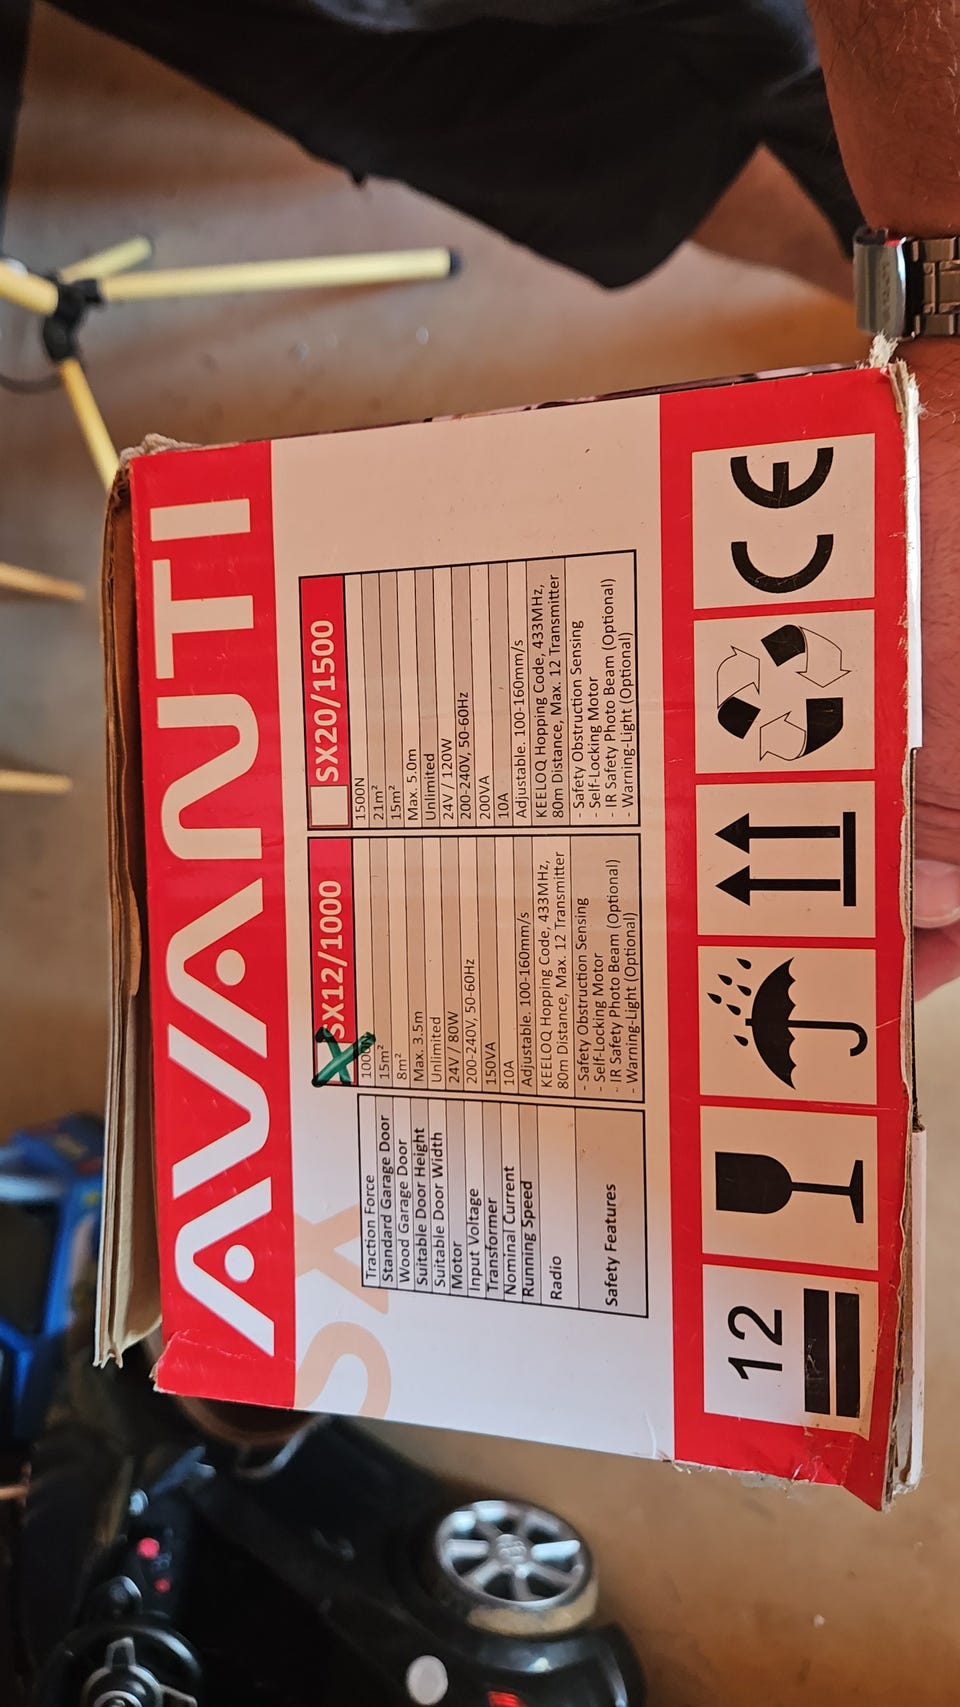 AVANTI
SX
SX12/1000
SX20/1500
Traction Force 1000N 1500N
Standard Garage Door 15m² 21m²
Wood Garage Door 8m² 15m²
Suitable Door Height Max. 3.5m Max. 5.0m
Suitable Door Width Unlimited Unlimited
Motor 24V / 80W 24V / 120W
Input Voltage 200-240V, 50-60Hz 200-240V, 50-60Hz
Transformer 150VA 200VA
Nominal Current 10A 10A
Running Speed Adjustable. 100-160mm/s Adjustable. 100-160mm/s
Radio KEELOQ Hopping Code, 433MHz, KEELOQ Hopping Code, 433MHz,
80m Distance, Max. 12 Transmitter 80m Distance, Max. 12 Transmitter
Safety Features - Safety Obstruction Sensing - Safety Obstruction Sensing
- Self-Locking Motor - Self-Locking Motor
- IR Safety Photo Beam (Optional) - IR Safety Photo Beam (Optional)
- Warning-Light (Optional) - Warning-Light (Optional)
12
CE